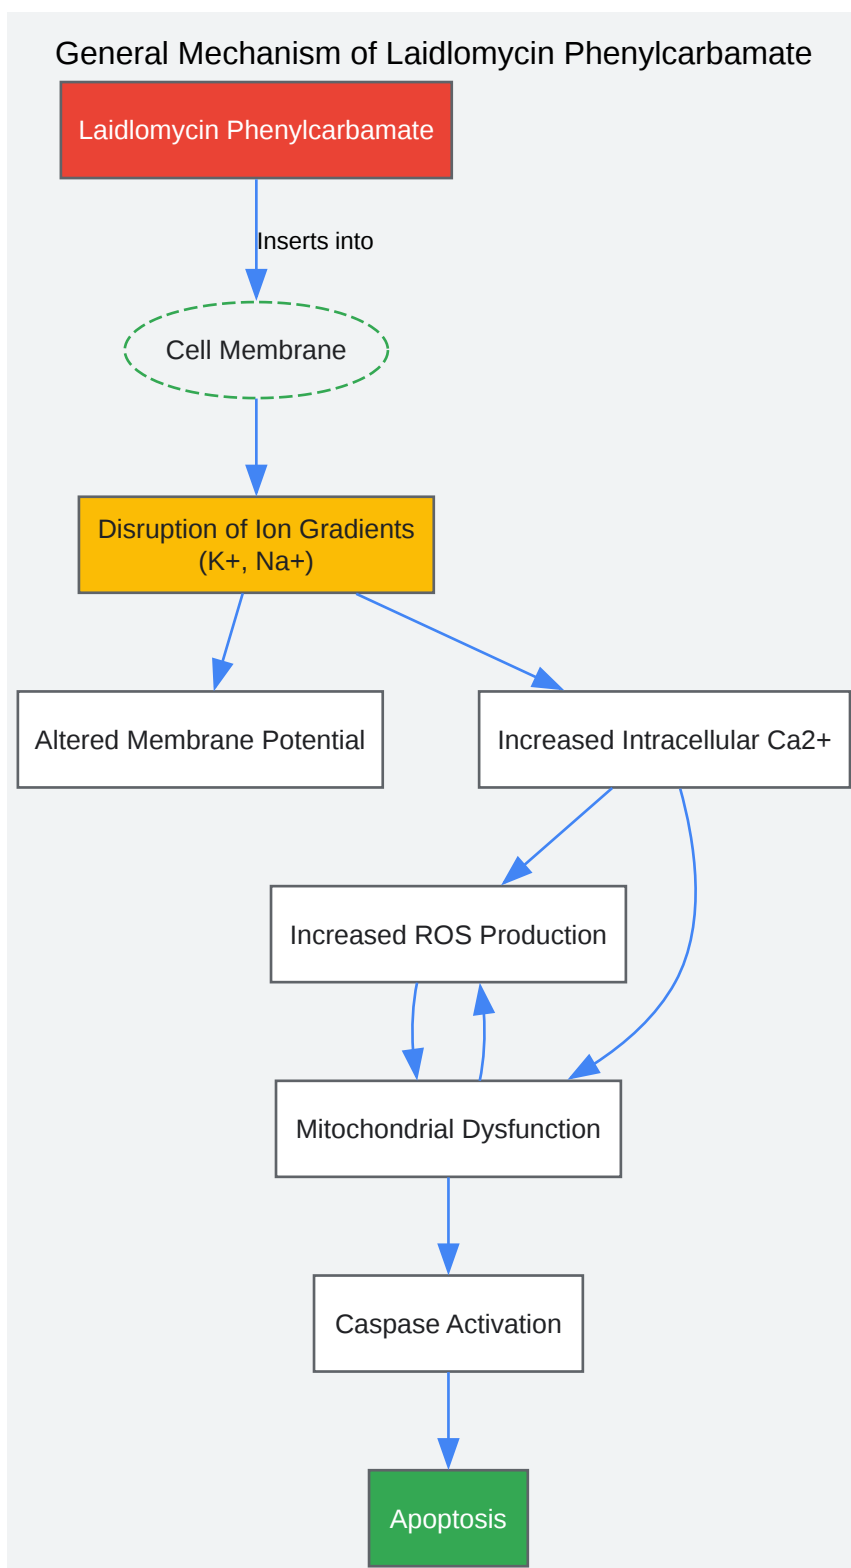 General Mechanism of Laidlomycin Phenylcarbamate
Laidlomycin Phenylcarbamate
Inserts into
Cell Membrane
Disruption of Ion Gradients
(K+, Na+)
Altered Membrane Potential
Increased Intracellular Ca2+
Increased ROS Production
Mitochondrial Dysfunction
Caspase Activation
Apoptosis